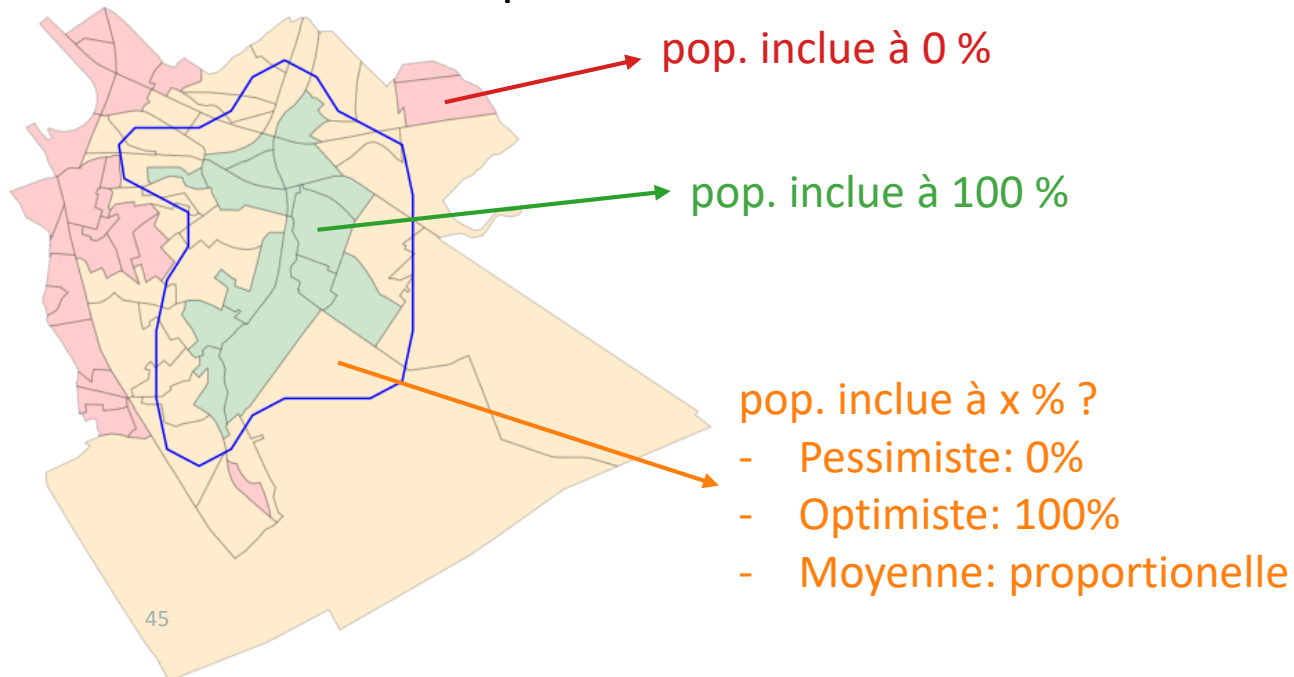 pop. inclue à 0 %
pop. inclue à 100 %
pop. inclue à x % ?
- Pessimiste: 0%
- Optimiste: 100%
- Moyenne: proportionelle
45